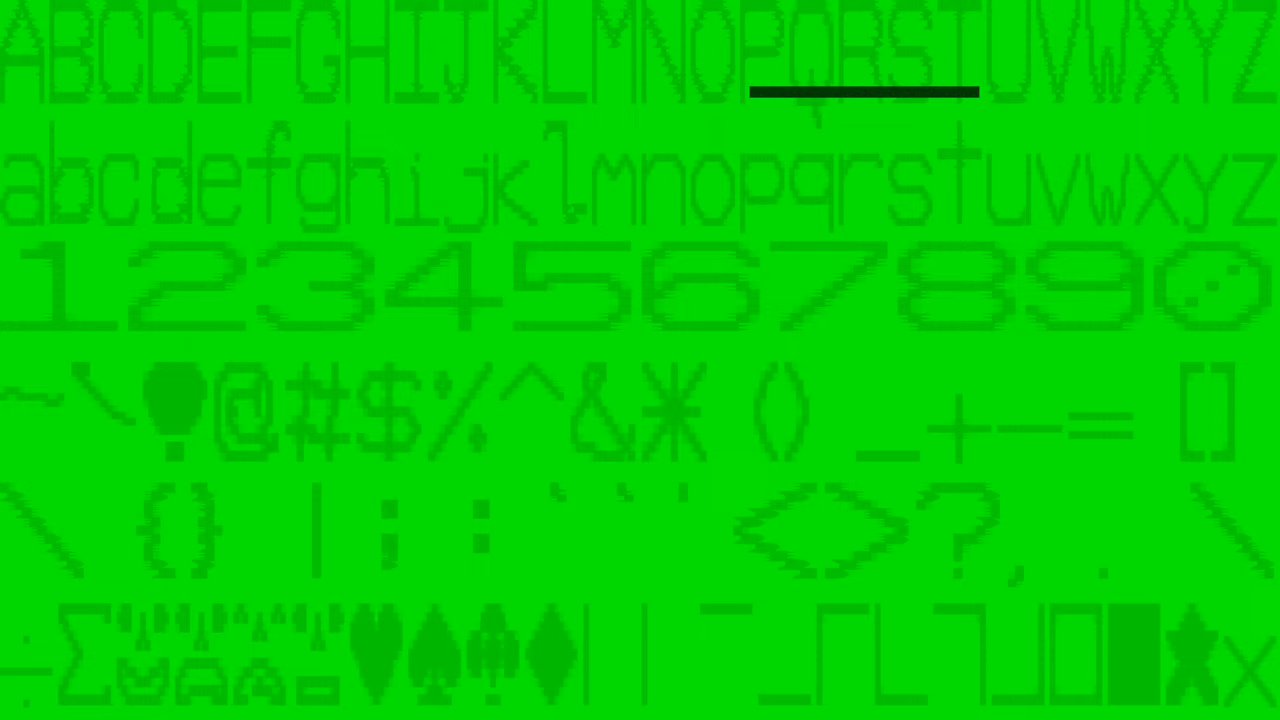 ABCDEFGHIJKLMNOPQRSTUVWXYZ
abcdefghijklmnopqrstuvwxyz
1234567890
~`!@#$%^&*()_+-=[]
\{}|;:"'<>?,.\
÷Σ♥♠♣♦||█★x